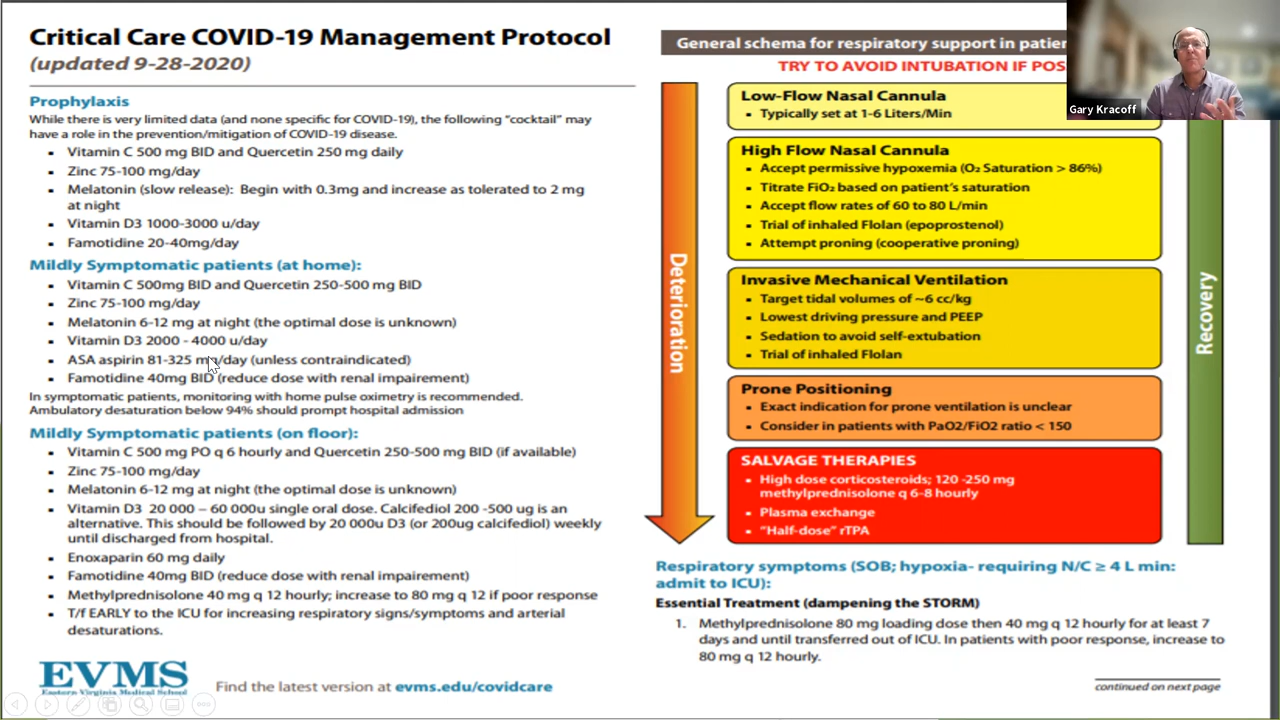 Critical Care COVID-19 Management Protocol
(updated 9-28-2020)
Prophylaxis
While there is very limited data (and none specific for COVID-19), the following "cocktail" may
have a role in the prevention/mitigation of COVID-19 disease.
▪ Vitamin C 500 mg BID and Quercetin 250 mg daily
▪ Zinc 75-100 mg/day
▪ Melatonin (slow release): Begin with 0.3mg and increase as tolerated to 2 mg
at night
▪ Vitamin D3 1000-3000 u/day
▪ Famotidine 20-40mg/day
Mildly Symptomatic patients (at home):
▪ Vitamin C 500mg BID and Quercetin 250-500 mg BID
▪ Zinc 75-100 mg/day
▪ Melatonin 6-12 mg at night (the optimal dose is unknown)
▪ Vitamin D3 2000 - 4000 u/day
▪ ASA aspirin 81-325 mg/day (unless contraindicated)
▪ Famotidine 40mg BID (reduce dose with renal impairment)
In symptomatic patients, monitoring with home pulse oximetry is recommended.
Ambulatory desaturation below 94% should prompt hospital admission
Mildly Symptomatic patients (on floor):
▪ Vitamin C 500 mg PO q 6 hourly and Quercetin 250-500 mg BID (if available)
▪ Zinc 75-100 mg/day
▪ Melatonin 6-12 mg at night (the optimal dose is unknown)
▪ Vitamin D3 20 000 – 60 000u single oral dose. Calcifediol 200 -500 ug is an
alternative. This should be followed by 20 000u D3 (or 200ug calcifediol) weekly
until discharged from hospital.
▪ Enoxaparin 60 mg daily
▪ Famotidine 40mg BID (reduce dose with renal impairment)
▪ Methylprednisolone 40 mg q 12 hourly; increase to 80 mg q 12 if poor response
▪ T/f EARLY to the ICU for increasing respiratory signs/symptoms and arterial
desaturations.
EVMS
Eastern Virginia Medical School
Find the latest version at evms.edu/covidcare
General schema for respiratory support in patie
TRY TO AVOID INTUBATION IF POS
Gary Kracoff
Deterioration
Low-Flow Nasal Cannula
▪ Typically set at 1-6 Liters/Min
High Flow Nasal Cannula
▪ Accept permissive hypoxemia (O₂ Saturation > 86%)
▪ Titrate FiO₂ based on patient's saturation
▪ Accept flow rates of 60 to 80 L/min
▪ Trial of inhaled Flolan (epoprostenol)
▪ Attempt proning (cooperative proning)
Invasive Mechanical Ventilation
▪ Target tidal volumes of ~6 cc/kg
▪ Lowest driving pressure and PEEP
▪ Sedation to avoid self-extubation
▪ Trial of inhaled Flolan
Prone Positioning
▪ Exact indication for prone ventilation is unclear
▪ Consider in patients with PaO2/FiO2 ratio < 150
SALVAGE THERAPIES
▪ High dose corticosteroids; 120 -250 mg
methylprednisolone q 6-8 hourly
▪ Plasma exchange
▪ "Half-dose" rTPA
Recovery
Respiratory symptoms (SOB; hypoxia- requiring N/C ≥ 4 L min:
admit to ICU):
Essential Treatment (dampening the STORM)
1. Methylprednisolone 80 mg loading dose then 40 mg q 12 hourly for at least 7
days and until transferred out of ICU. In patients with poor response, increase to
80 mg q 12 hourly.
continued on next page